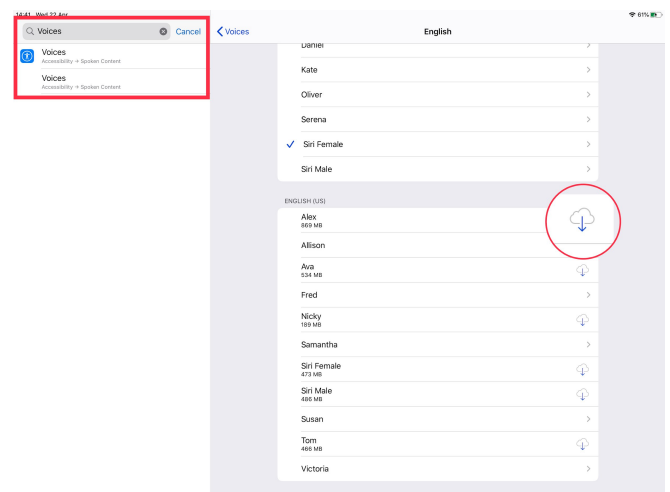 14:41 Wed 22 Apr
61%
Voices
Cancel
Voices
Accessibility → Spoken Content
Voices
Accessibility → Spoken Content
Voices
English
Daniel
Kate
Oliver
Serena
Siri Female
Siri Male
ENGLISH (US)
Alex
869 MB
Allison
Ava
534 MB
Fred
Nicky
189 MB
Samantha
Siri Female
473 MB
Siri Male
486 MB
Susan
Tom
466 MB
Victoria